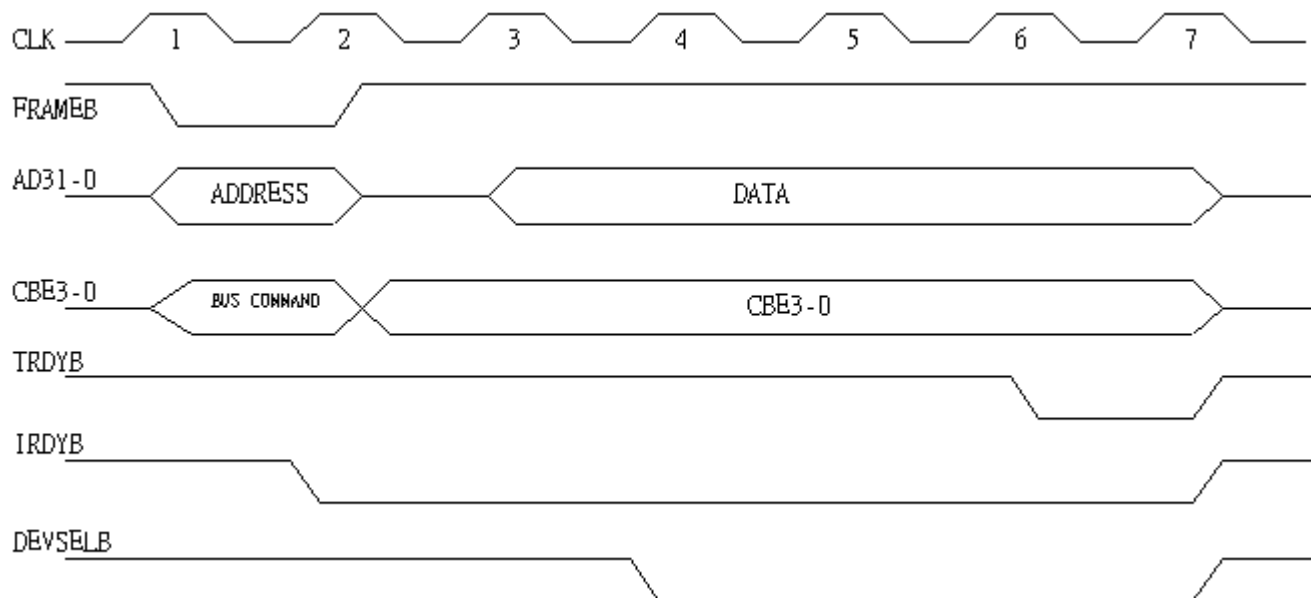 CLK 1 2 3 4 5 6 7
FRAMEB
AD31-0 ADDRESS DATA
CBE3-0 BUS COMMAND CBE3-0
TRDYB
IRDYB
DEVSELB